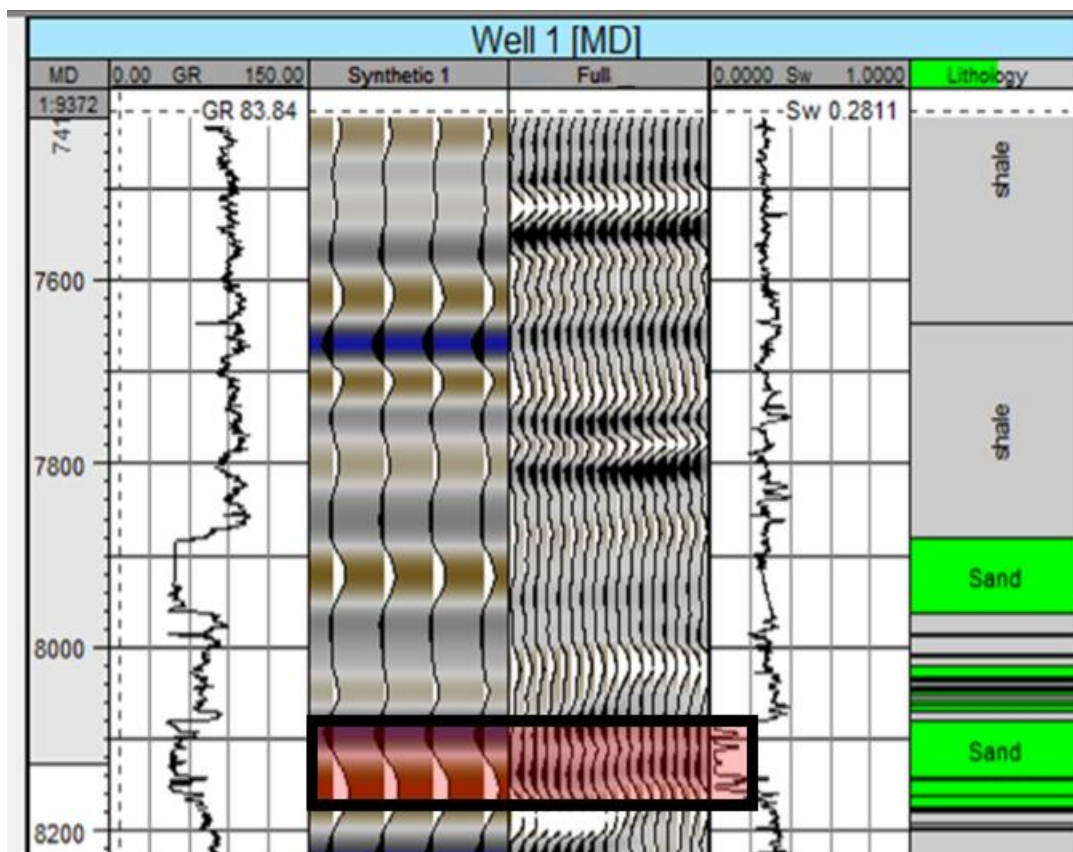 Well 1 [MD]
MD 0.00 GR 150.00 Synthetic 1 Full 0.0000 Sw 1.0000 Lithology
1:9372
GR 83.84
Sw 0.2811
741
shale
7600
shale
7800
Sand
8000
Sand
8200